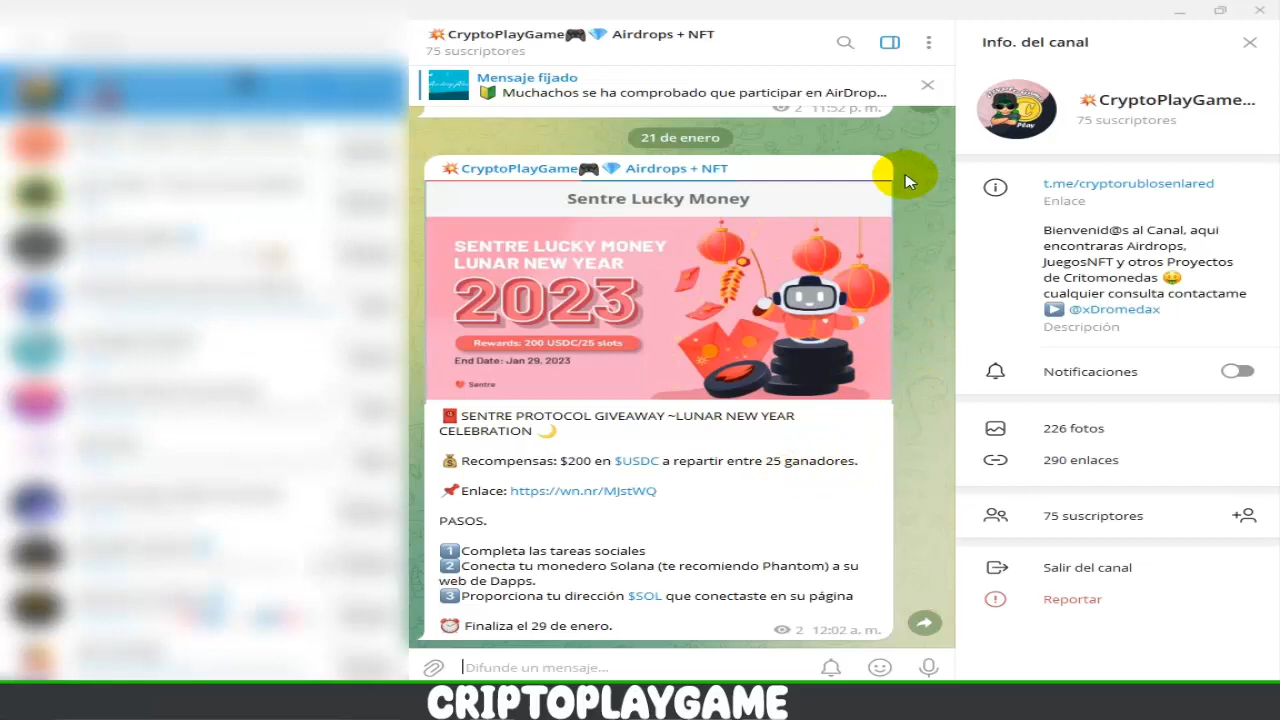 💥CryptoPlayGame🎮💎 Airdrops + NFT
75 suscriptores
Mensaje fijado
🔰 Muchachos se ha comprobado que participar en AirDrop...
11:52 p. m.
21 de enero
💥CryptoPlayGame🎮💎 Airdrops + NFT
Sentre Lucky Money
SENTRE LUCKY MONEY
LUNAR NEW YEAR
2023
Rewards: 200 USDC/25 slots
End Date: Jan 29, 2023
Sentre
🧧 SENTRE PROTOCOL GIVEAWAY ~LUNAR NEW YEAR
CELEBRATION 🌙
💰 Recompensas: $200 en $USDC a repartir entre 25 ganadores.
📌Enlace: https://wn.nr/MJstWQ
PASOS.
1️⃣Completa las tareas sociales
2️⃣Conecta tu monedero Solana (te recomiendo Phantom) a su
web de Dapps.
3️⃣Proporciona tu dirección $SOL que conectaste en su página
⏰ Finaliza el 29 de enero.
2 12:02 a. m.
Difunde un mensaje...
Info. del canal
💥CryptoPlayGame...
75 suscriptores
t.me/cryptorublosenlared
Enlace
Bienvenid@s al Canal, aqui
encontraras Airdrops,
JuegosNFT y otros Proyectos
de Critomonedas 🤑
cualquier consulta contactame
▶️ @xDromedax
Descripción
Notificaciones
226 fotos
290 enlaces
75 suscriptores
Salir del canal
Reportar
CRIPTOPLAYGAME